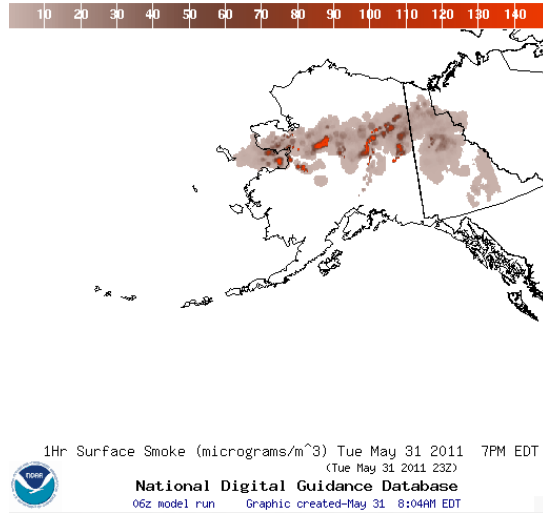 10 20 30 40 50 60 70 80 90 100 110 120 130 140
1Hr Surface Smoke (micrograms/m^3) Tue May 31 2011 7PM EDT
(Tue May 31 2011 23Z)
NOAA
National Digital Guidance Database
06z model run Graphic created-May 31 8:04AM EDT